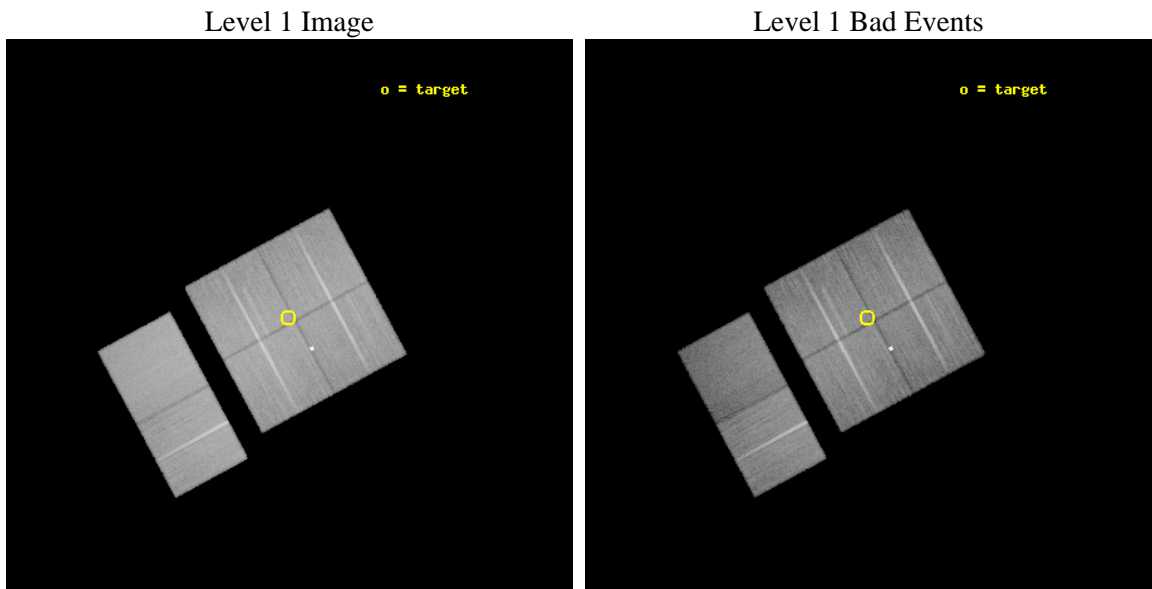 Level 1 Image
Level 1 Bad Events
o = target
o = target